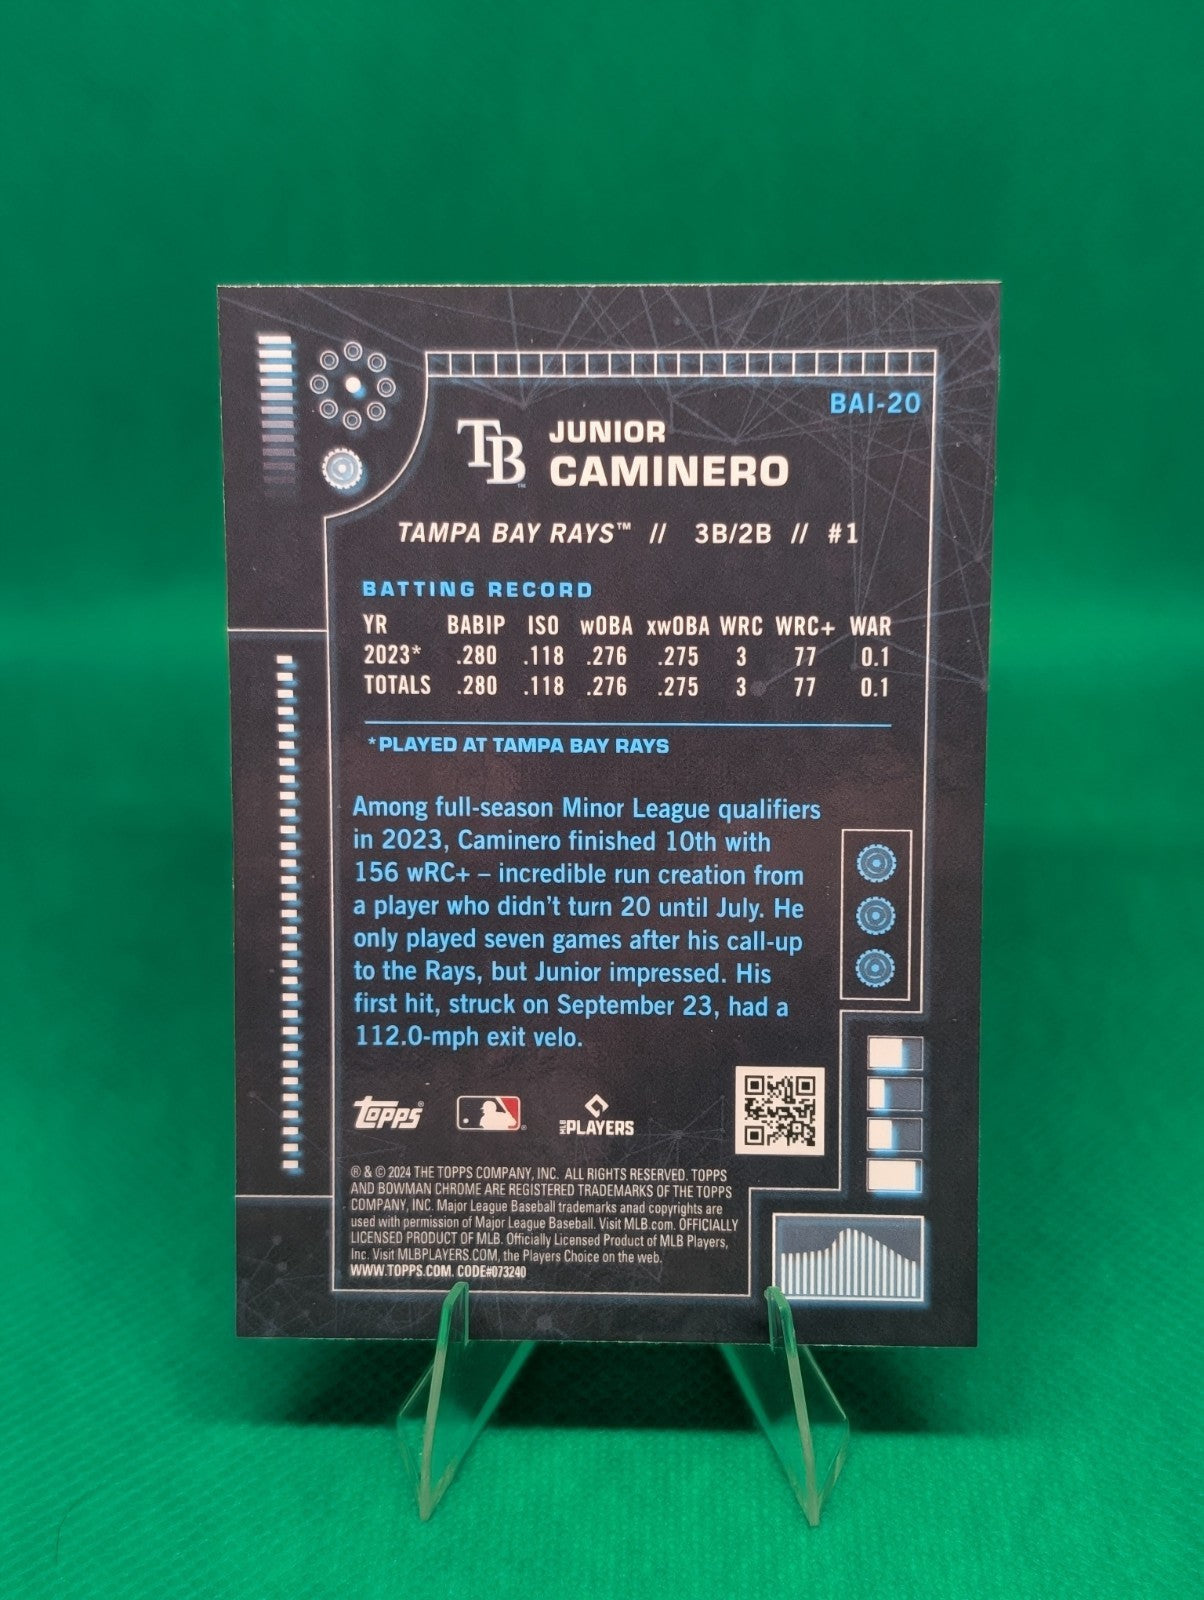 BAI-20
TB
JUNIOR
CAMINERO
TAMPA BAY RAYS™ // 3B/2B // #1
BATTING RECORD
YR BABIP ISO wOBA xwOBA WRC WRC+ WAR
2023* .280 .118 .276 .275 3 77 0.1
TOTALS .280 .118 .276 .275 3 77 0.1
*PLAYED AT TAMPA BAY RAYS
Among full-season Minor League qualifiers
in 2023, Caminero finished 10th with
156 wRC+ – incredible run creation from
a player who didn't turn 20 until July. He
only played seven games after his call-up
to the Rays, but Junior impressed. His
first hit, struck on September 23, had a
112.0-mph exit velo.
TOPPS® ® MLB PLAYERS
® & © 2024 THE TOPPS COMPANY, INC. ALL RIGHTS RESERVED. TOPPS
AND BOWMAN CHROME ARE REGISTERED TRADEMARKS OF THE TOPPS
COMPANY, INC. Major League Baseball trademarks anad copyrights are
used with permission of Major League Baseball. Visit MLB.com. OFFICIALLY
LICENSED PRODUCT OF MLB. Officially Licensed Product of MLB Players,
Inc. Visit MLBPLAYERS.COM, the Players Choice on the web.
WWW.TOPPS.COM. CODE#073240